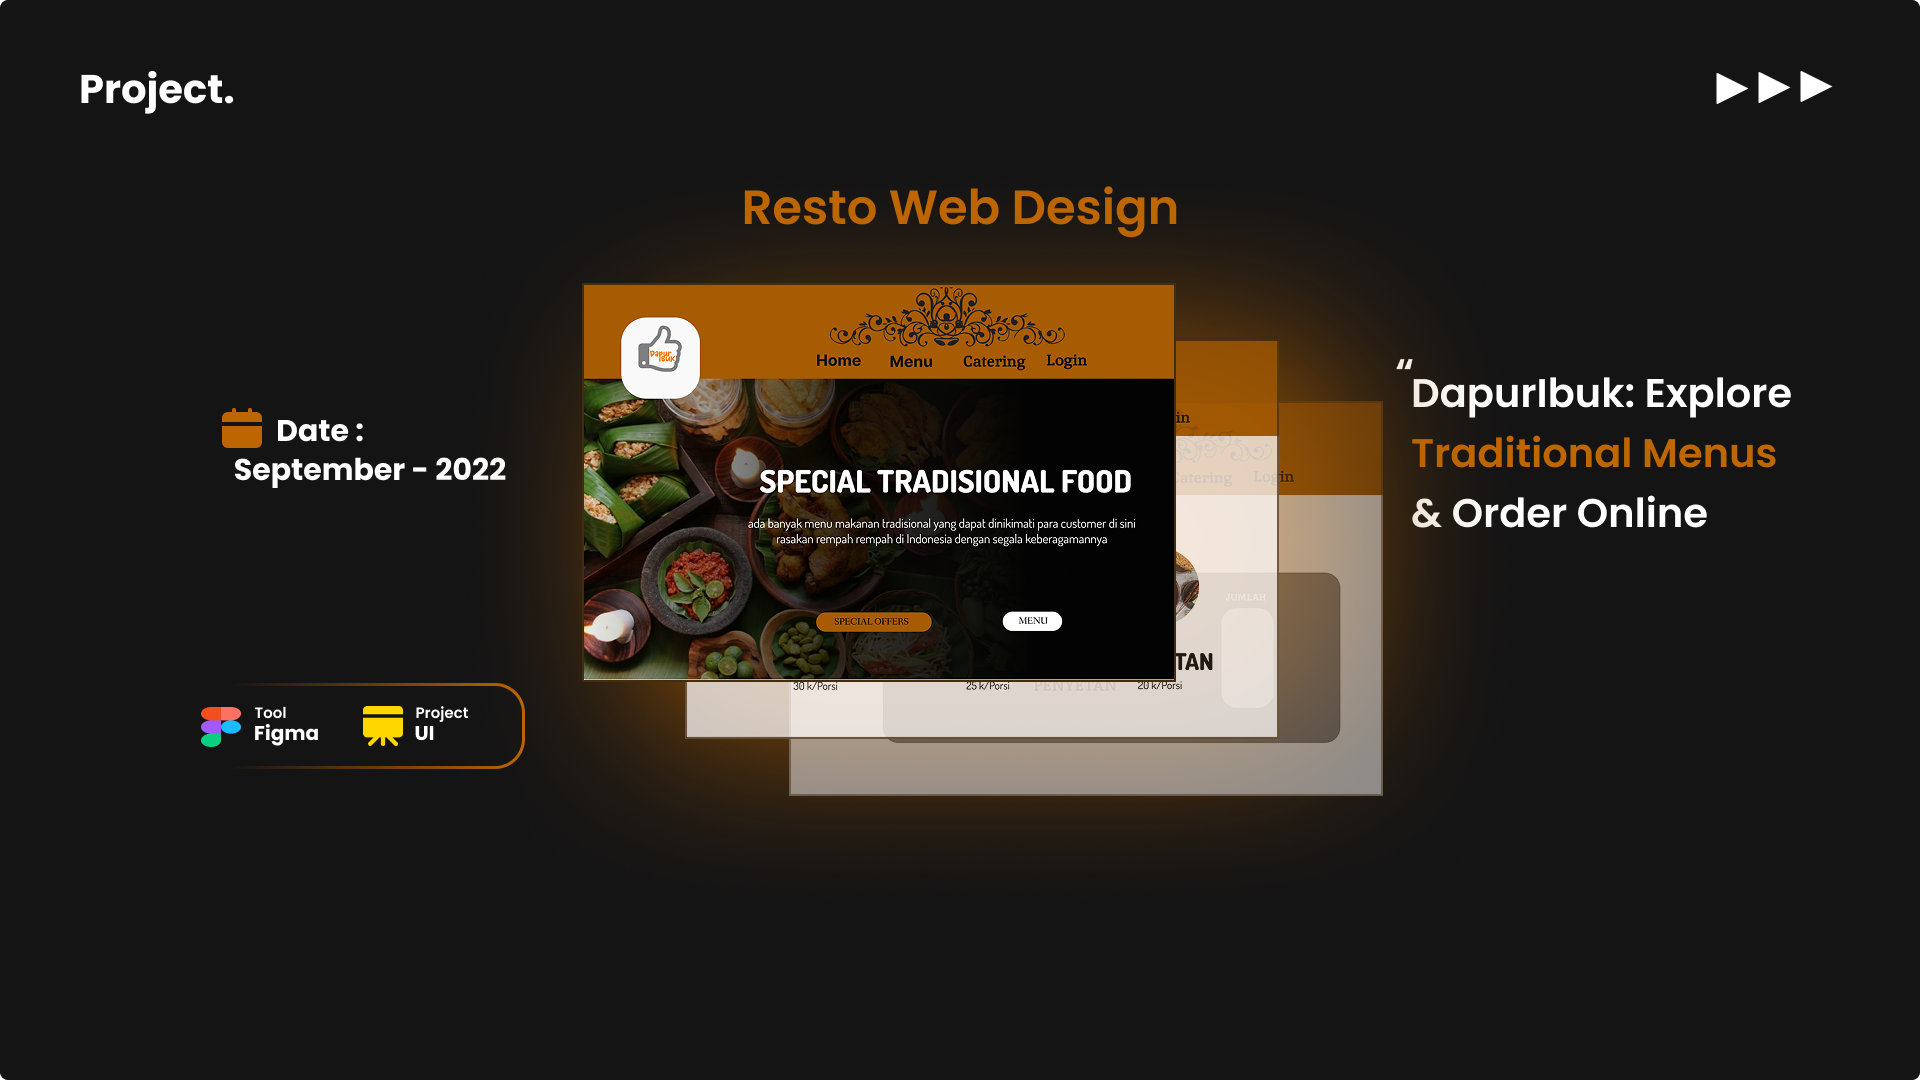 Project.
Resto Web Design
Dapur
Ibuk
Home Menu Catering Login
SPECIAL TRADISIONAL FOOD
ada banyak menu makanan tradisional yang dapat dinikimati para customer di sini
rasakan rempah rempah di Indonesia dengan segala keberagamannya
SPECIAL OFFERS
MENU
in
Catering Login
JUMLAH
TAN
30 k/Porsi 25 k/Porsi PENYETAN 20 k/Porsi
Date :
September - 2022
Tool
Figma
Project
UI
“
DapurIbuk: Explore
Traditional Menus
& Order Online